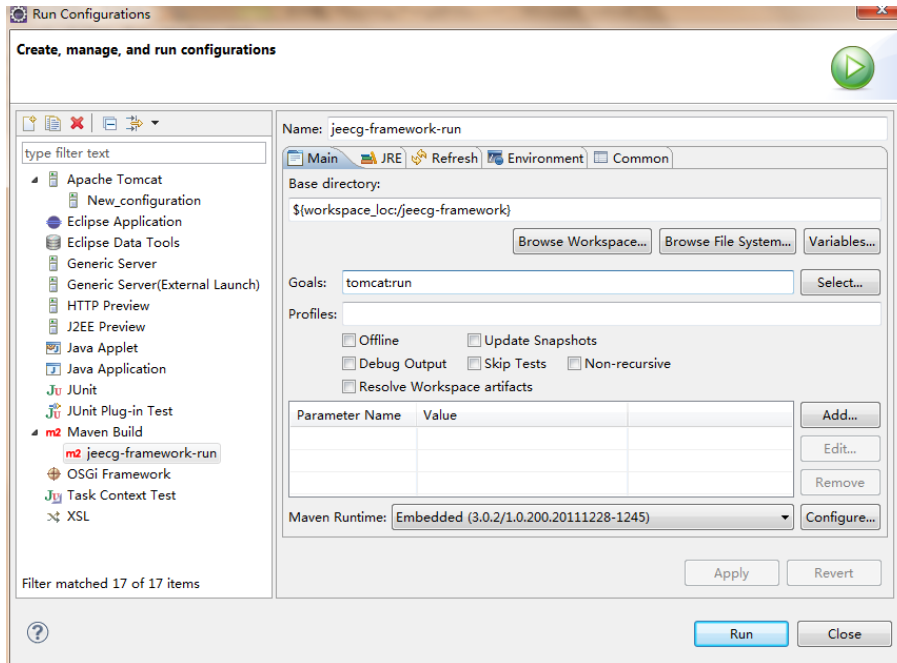 Run Configurations
Create, manage, and run configurations
type filter text
Apache Tomcat
New_configuration
Eclipse Application
Eclipse Data Tools
Generic Server
Generic Server(External Launch)
HTTP Preview
J2EE Preview
Java Applet
Java Application
Ju JUnit
JUnit Plug-in Test
m2 Maven Build
m2 jeecg-framework-run
OSGi Framework
Task Context Test
XSL
Filter matched 17 of 17 items
Name: jeecg-framework-run
Main JRE Refresh Environment Common
Base directory:
${workspace_loc:/jeecg-framework}
Browse Workspace... Browse File System... Variables...
Goals: tomcat:run Select...
Profiles:
Offline Update Snapshots
Debug Output Skip Tests Non-recursive
Resolve Workspace artifacts
Parameter Name Value Add...
Edit...
Remove
Maven Runtime: Embedded (3.0.2/1.0.200.20111228-1245) Configure...
Apply Revert
? Run Close